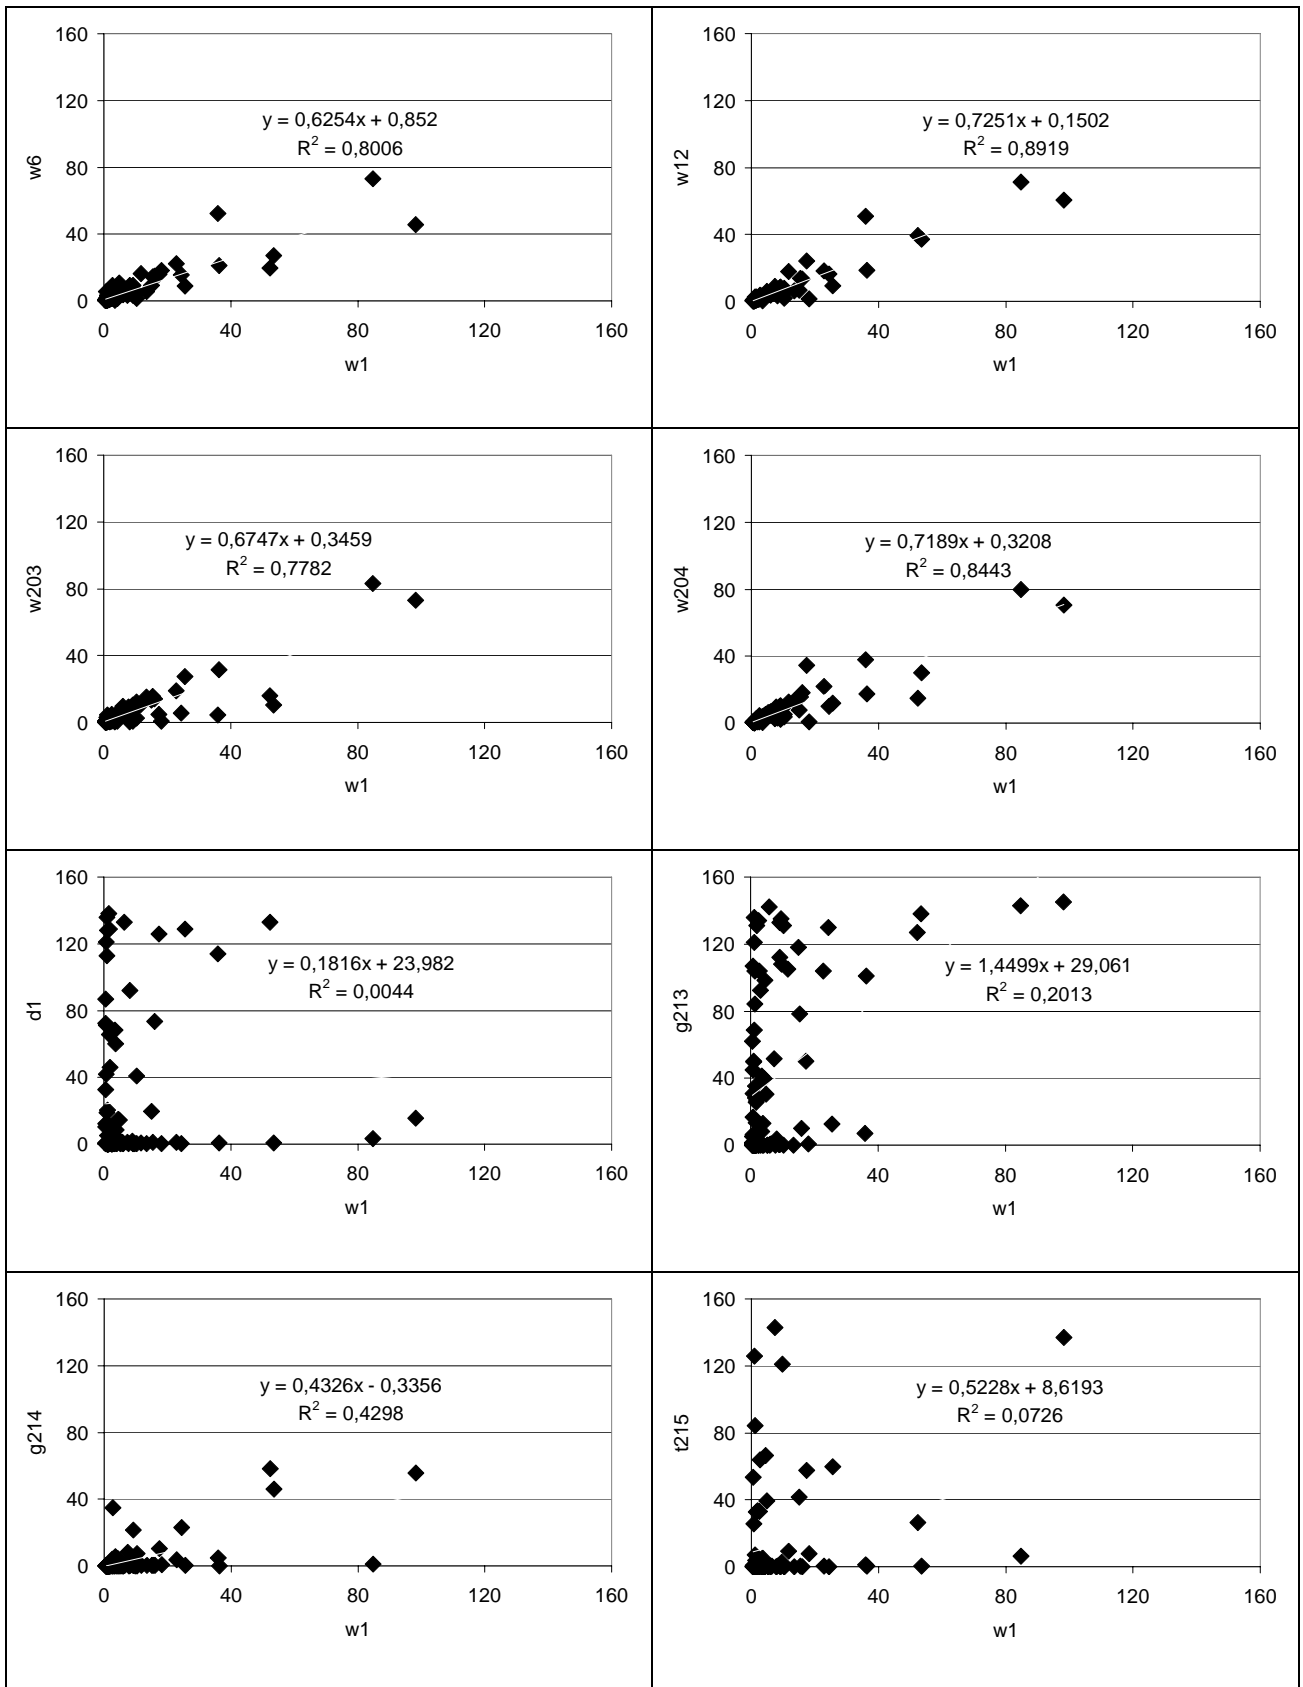 160
120
80
40
0
w6
y = 0,6254x + 0,852
R² = 0,8006
0 40 80 120 160
w1
160
120
80
40
0
w12
y = 0,7251x + 0,1502
R² = 0,8919
0 40 80 120 160
w1
160
120
80
40
0
w203
y = 0,6747x + 0,3459
R² = 0,7782
0 40 80 120 160
w1
160
120
80
40
0
w204
y = 0,7189x + 0,3208
R² = 0,8443
0 40 80 120 160
w1
160
120
80
40
0
d1
y = 0,1816x + 23,982
R² = 0,0044
0 40 80 120 160
w1
160
120
80
40
0
g213
y = 1,4499x + 29,061
R² = 0,2013
0 40 80 120 160
w1
160
120
80
40
0
g214
y = 0,4326x - 0,3356
R² = 0,4298
0 40 80 120 160
w1
160
120
80
40
0
t215
y = 0,5228x + 8,6193
R² = 0,0726
0 40 80 120 160
w1